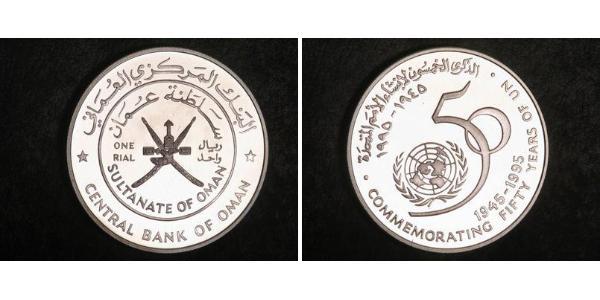 البنك المركزي العماني
سلطنة عمان
ONE
RIAL
ريال
واحد
SULTANATE OF OMAN
CENTRAL BANK OF OMAN
الذكرى الخمسون لإنشاء الأمم المتحدة
١٩٤٥ - ١٩٩٥
50
1945-1995
COMMEMORATING FIFTY YEARS OF UN